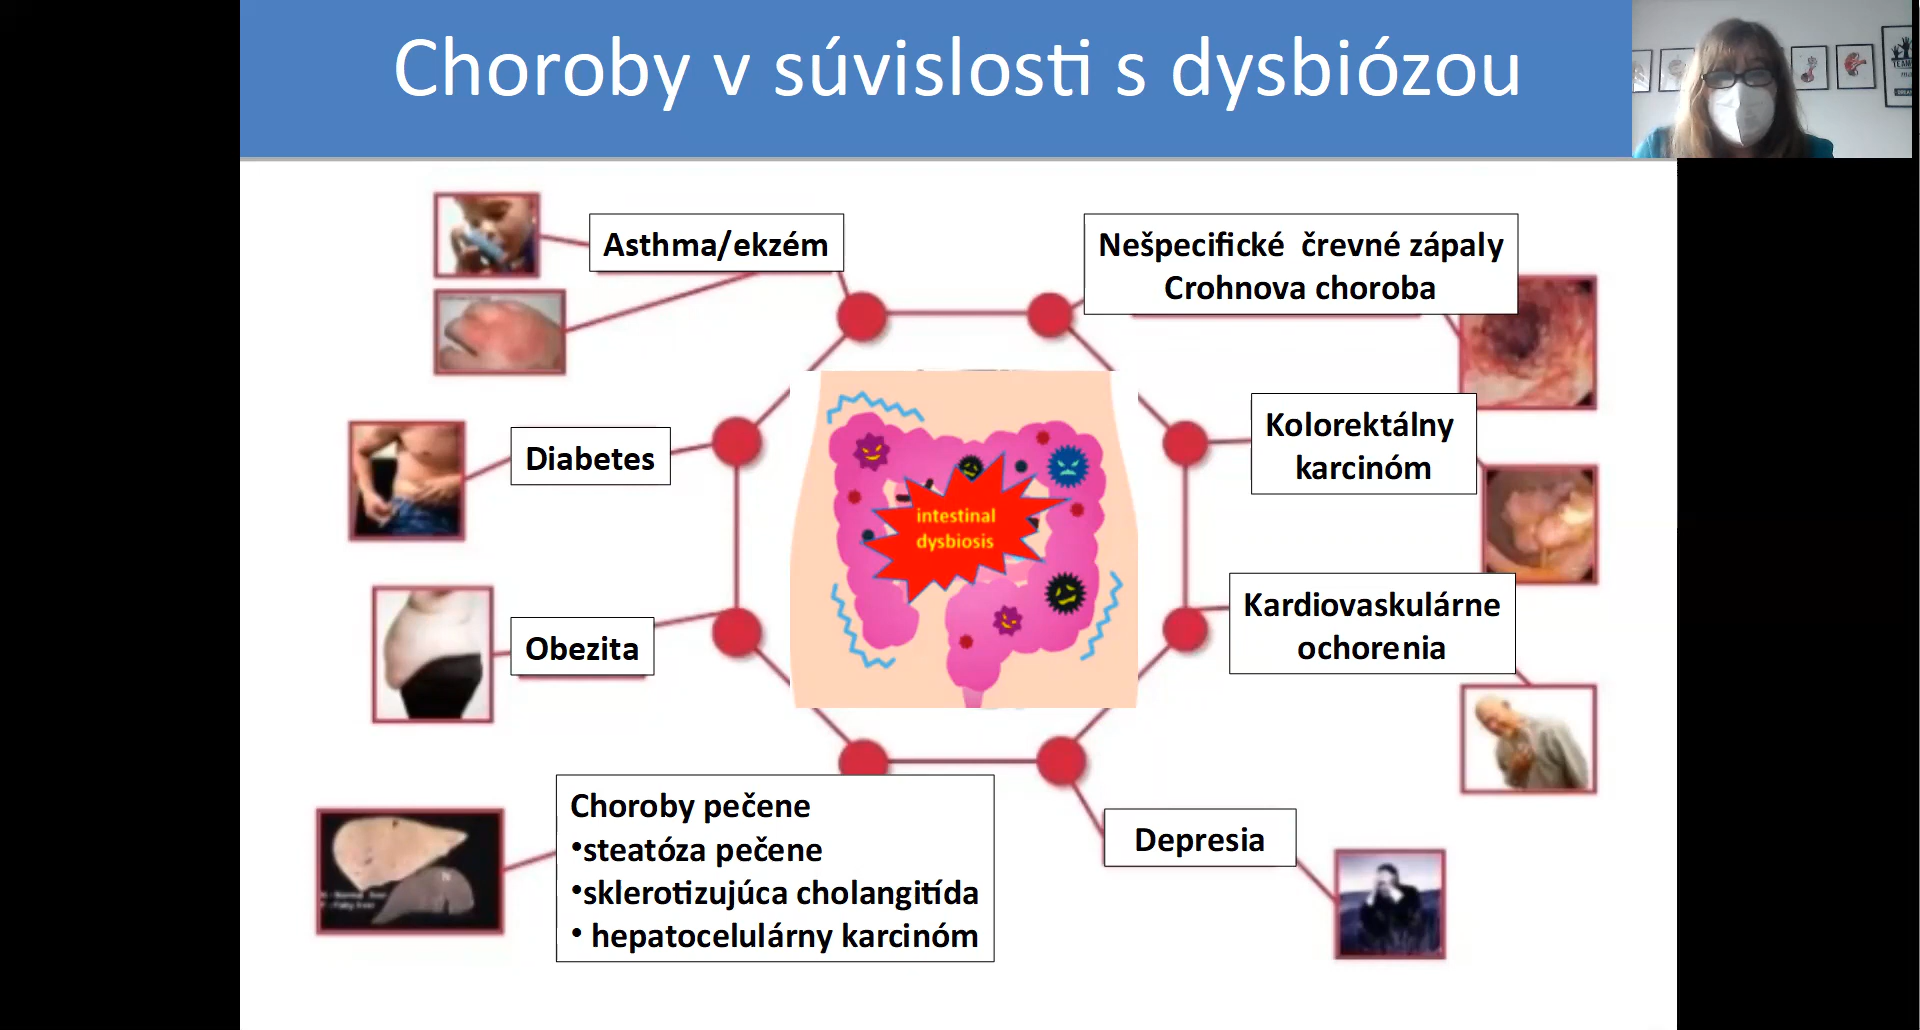 Choroby v súvislosti s dysbiózou
Asthma/ekzém
Nešpecifické črevné zápaly
Crohnova choroba
Diabetes
Kolorektálny
karcinóm
intestinal
dysbiosis
Obezita
Kardiovaskulárne
ochorenia
Choroby pečene
•steatóza pečene
•sklerotizujúca cholangitída
• hepatocelulárny karcinóm
Depresia